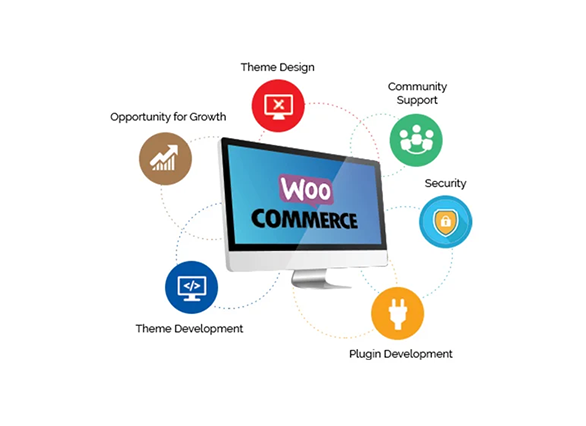 Theme Design
Community
Support
Opportunity for Growth
Security
WOO
COMMERCE
Theme Development
Plugin Development